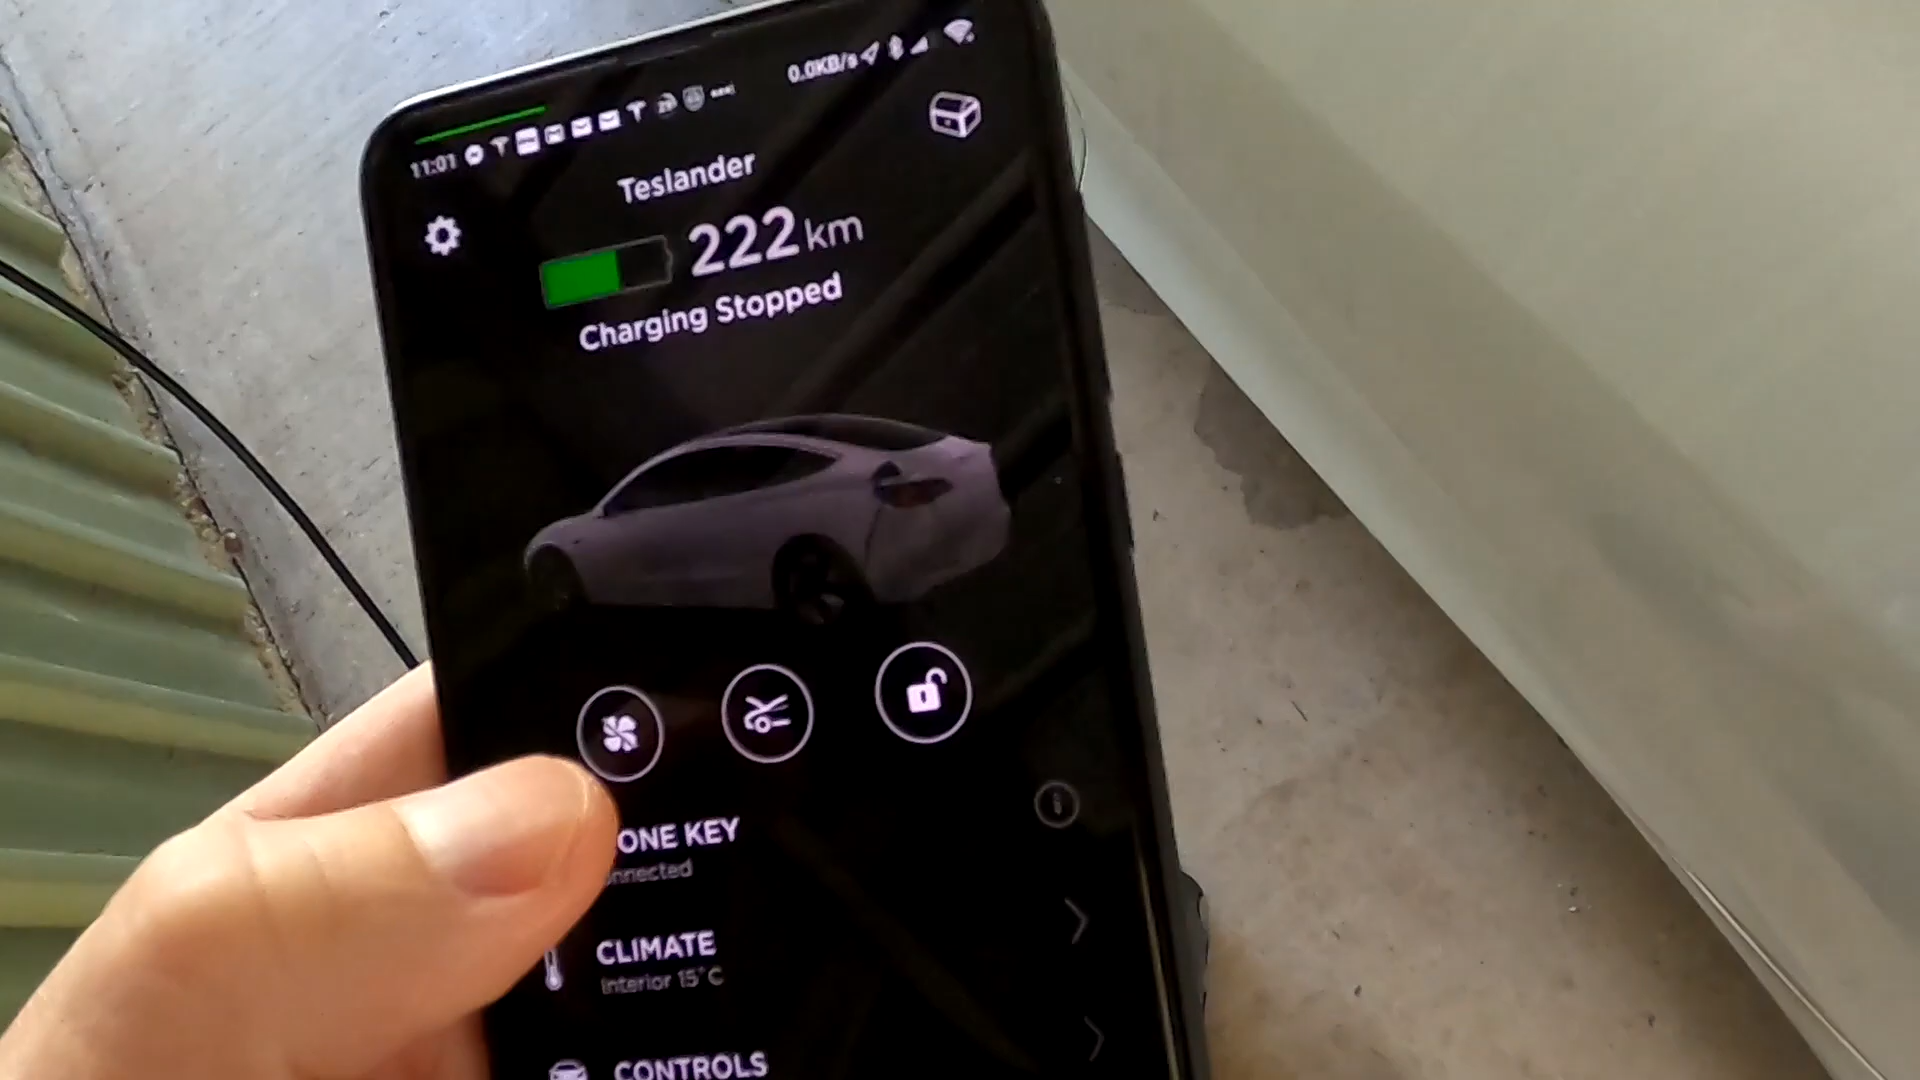 11:01
0.0KB/s
Teslander
222 km
Charging Stopped
ONE KEY
nnected
CLIMATE
Interior 15°C
CONTROLS